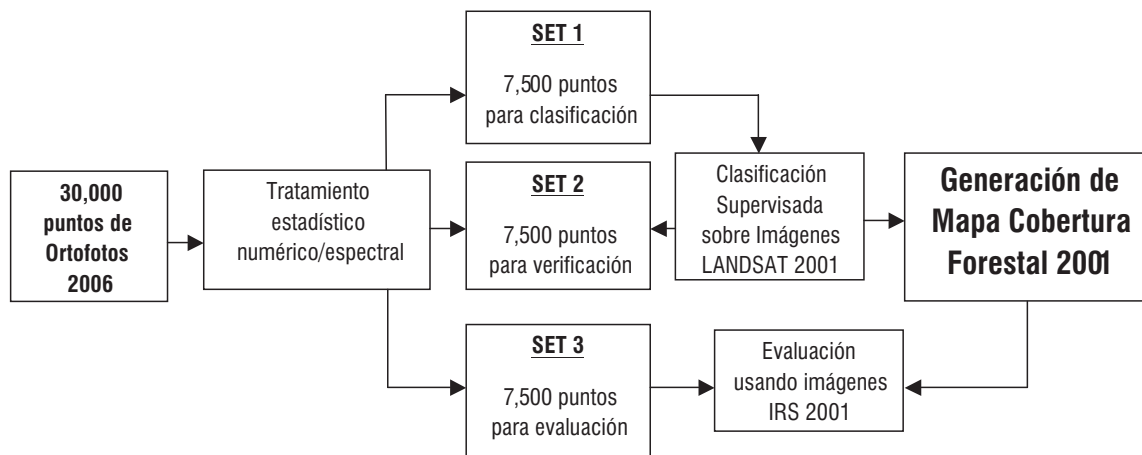 30,000
puntos de
Ortofotos
2006
Tratamiento
estadístico
numérico/espectral
SET 1
7,500 puntos
para clasificación
SET 2
7,500 puntos
para verificación
SET 3
7,500 puntos
para evaluación
Clasificación
Supervisada
sobre Imágenes
LANDSAT 2001
Generación de
Mapa Cobertura
Forestal 2001
Evaluación
usando imágenes
IRS 2001